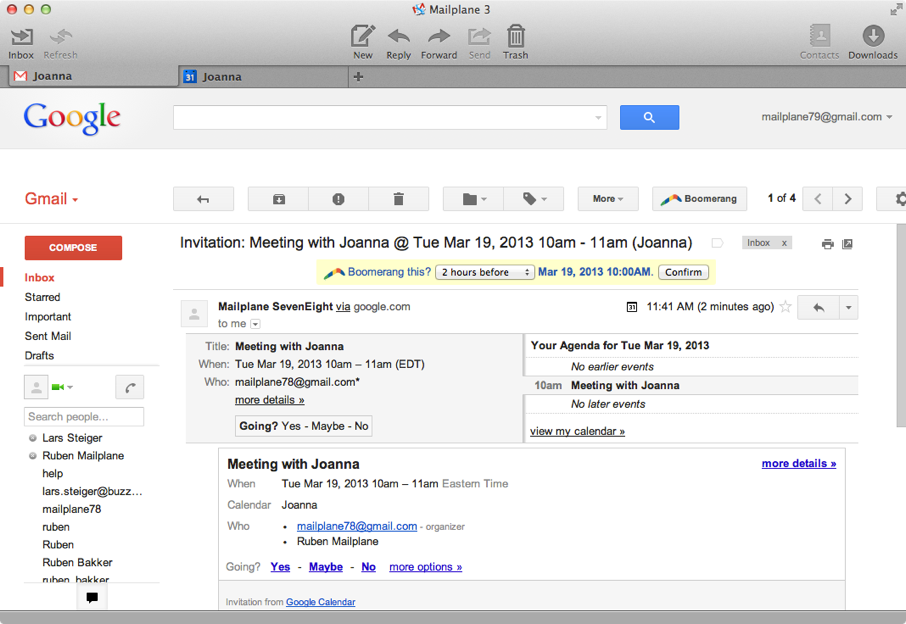 Mailplane 3
Inbox Refresh New Reply Forward Send Trash Contacts Downloads
Joanna
31 Joanna
Google
mailplane79@gmail.com
Gmail
More
Boomerang
1 of 4
COMPOSE
Inbox
Starred
Important
Sent Mail
Drafts
Search people...
Lars Steiger
Ruben Mailplane
help
lars.steiger@buzz...
mailplane78
ruben
Ruben
Ruben Bakker
ruben_bakker
Invitation: Meeting with Joanna @ Tue Mar 19, 2013 10am - 11am (Joanna)
Inbox x
Boomerang this? 2 hours before Mar 19, 2013 10:00AM. Confirm
Mailplane SevenEight via google.com
31 11:41 AM (2 minutes ago)
to me
Title: Meeting with Joanna
When: Tue Mar 19, 2013 10am – 11am (EDT)
Who: mailplane78@gmail.com*
more details »
Going? Yes - Maybe - No
Your Agenda for Tue Mar 19, 2013
No earlier events
10am Meeting with Joanna
No later events
view my calendar »
Meeting with Joanna
more details »
When Tue Mar 19, 2013 10am – 11am Eastern Time
Calendar Joanna
Who • mailplane78@gmail.com - organizer
• Ruben Mailplane
Going? Yes - Maybe - No more options »
Invitation from Google Calendar